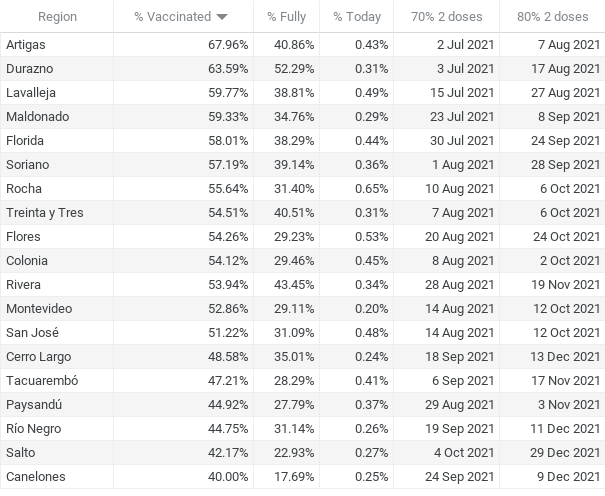 Region % Vaccinated % Fully % Today 70% 2 doses 80% 2 doses
Artigas 67.96% 40.86% 0.43% 2 Jul 2021 7 Aug 2021
Durazno 63.59% 52.29% 0.31% 3 Jul 2021 17 Aug 2021
Lavalleja 59.77% 38.81% 0.49% 15 Jul 2021 27 Aug 2021
Maldonado 59.33% 34.76% 0.29% 23 Jul 2021 8 Sep 2021
Florida 58.01% 38.29% 0.44% 30 Jul 2021 24 Sep 2021
Soriano 57.19% 39.14% 0.36% 1 Aug 2021 28 Sep 2021
Rocha 55.64% 31.40% 0.65% 10 Aug 2021 6 Oct 2021
Treinta y Tres 54.51% 40.51% 0.31% 7 Aug 2021 6 Oct 2021
Flores 54.26% 29.23% 0.53% 20 Aug 2021 24 Oct 2021
Colonia 54.12% 29.46% 0.45% 8 Aug 2021 2 Oct 2021
Rivera 53.94% 43.45% 0.34% 28 Aug 2021 19 Nov 2021
Montevideo 52.86% 29.11% 0.20% 14 Aug 2021 12 Oct 2021
San José 51.22% 31.09% 0.48% 14 Aug 2021 12 Oct 2021
Cerro Largo 48.58% 35.01% 0.24% 18 Sep 2021 13 Dec 2021
Tacuarembó 47.21% 28.29% 0.41% 6 Sep 2021 17 Nov 2021
Paysandú 44.92% 27.79% 0.37% 29 Aug 2021 3 Nov 2021
Río Negro 44.75% 31.14% 0.26% 19 Sep 2021 11 Dec 2021
Salto 42.17% 22.93% 0.27% 4 Oct 2021 29 Dec 2021
Canelones 40.00% 17.69% 0.25% 24 Sep 2021 9 Dec 2021